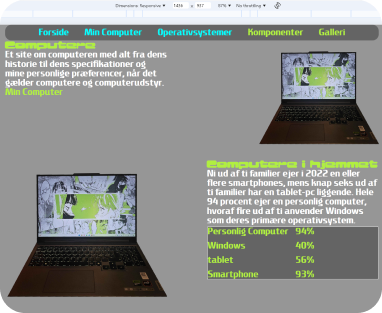 Dimensions: Responsive ▼ 1416 x 937 97% ▼ No throttling ▼
Forside Min Computer Operativsystemer Komponenter Galleri
Computere
Et site om computeren med alt fra dens
historie til dens specifikationer og
mine personlige præferencer, når det
gælder computere og computerudstyr.
Min Computer
Computere i hjemmet
Ni ud af ti familier ejer i 2022 en eller
flere smartphones, mens knap seks ud af
ti familier har en tablet-pc liggende. Hele
94 procent ejer en personlig computer,
hvoraf fire ud af ti anvender Windows
som deres primære operativsystem.
Personlig Computer 94%
Windows 40%
tablet 56%
Smartphone 93%